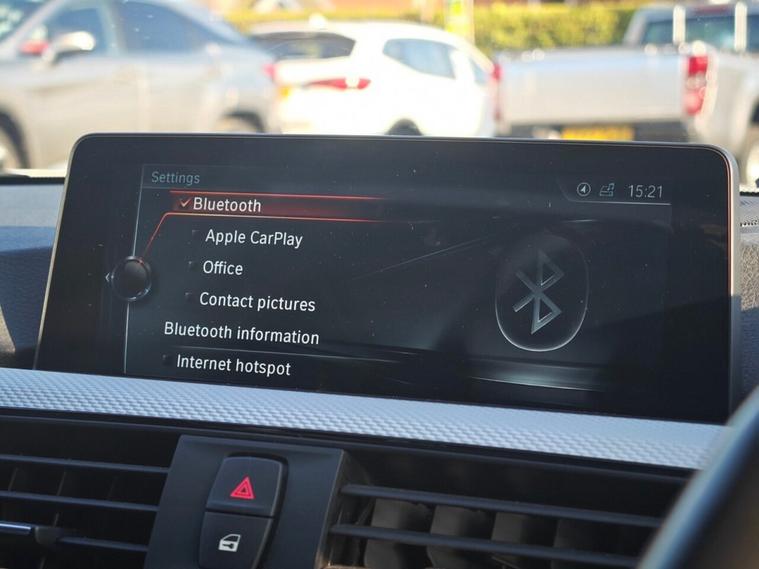 Settings
15:21
Bluetooth
Apple CarPlay
Office
Contact pictures
Bluetooth information
Internet hotspot